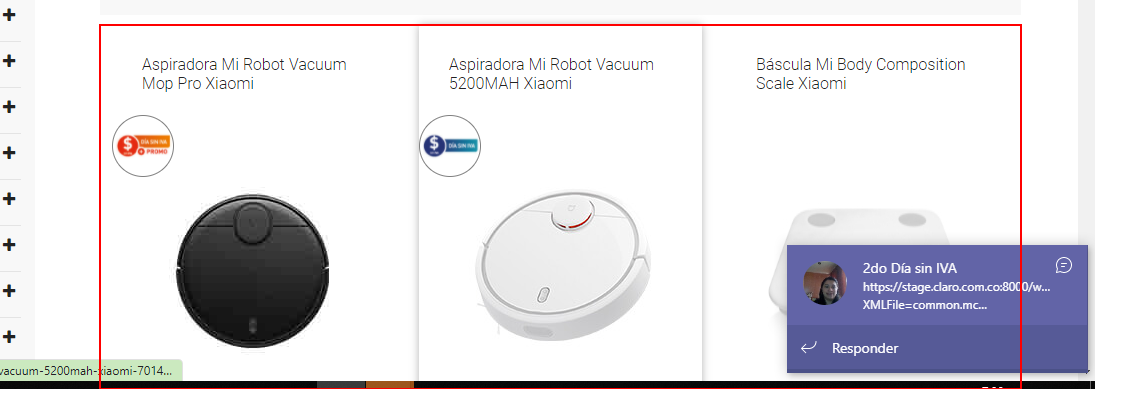 Aspiradora Mi Robot Vacuum
Mop Pro Xiaomi
Aspiradora Mi Robot Vacuum
5200MAH Xiaomi
Báscula Mi Body Composition
Scale Xiaomi
$ DÍA SIN IVA
+ PROMO
$ DÍA SIN IVA
2do Día sin IVA
https://stage.claro.com.co:8000/w...
XMLFile=common.mc...
Responder
vacuum-5200mah-xiaomi-7014...